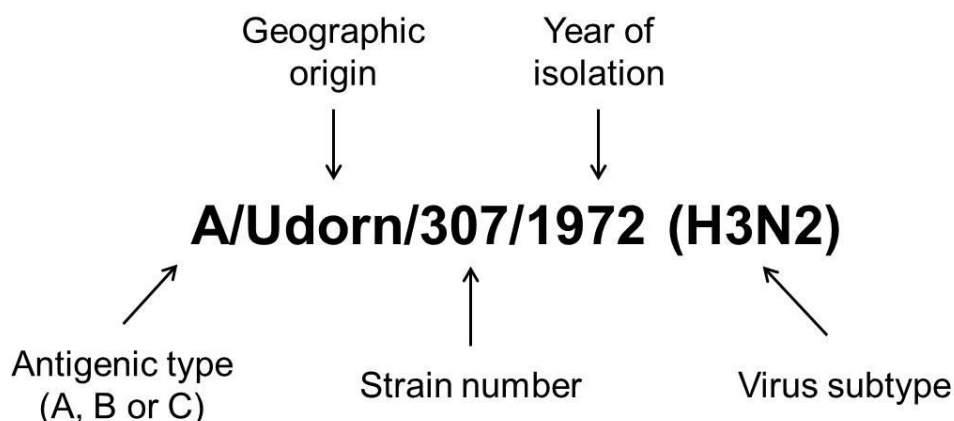 Geographic
origin
Year of
isolation
A/Udorn/307/1972 (H3N2)
Antigenic type
(A, B or C)
Strain number
Virus subtype